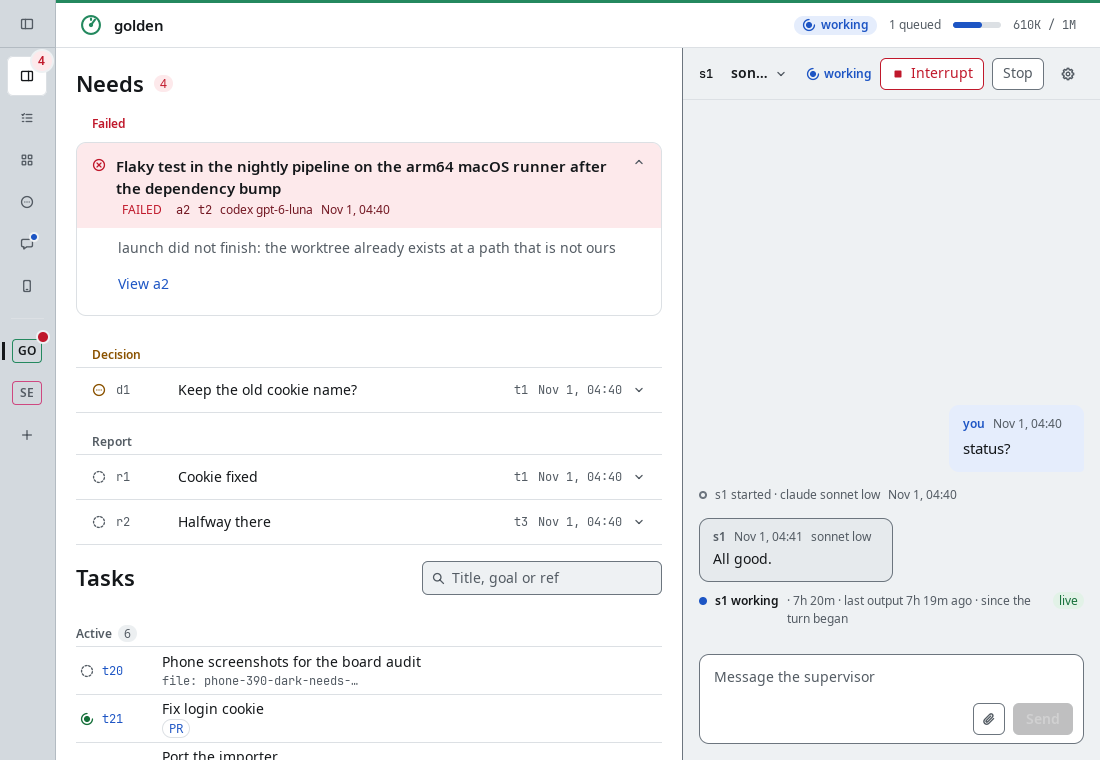 golden
working
1 queued
610K / 1M
4
GO
SE
Needs 4
Failed
Flaky test in the nightly pipeline on the arm64 macOS runner after
the dependency bump
FAILED a2 t2 codex gpt-6-luna Nov 1, 04:40
launch did not finish: the worktree already exists at a path that is not ours
View a2
Decision
d1 Keep the old cookie name? t1 Nov 1, 04:40
Report
r1 Cookie fixed t1 Nov 1, 04:40
r2 Halfway there t3 Nov 1, 04:40
Tasks
Title, goal or ref
Active 6
t20 Phone screenshots for the board audit
file: phone-390-dark-needs-…
t21 Fix login cookie
PR
Port the importer
s1 son... working Interrupt Stop
you Nov 1, 04:40
status?
s1 started · claude sonnet low Nov 1, 04:40
s1 Nov 1, 04:41 sonnet low
All good.
s1 working · 7h 20m · last output 7h 19m ago · since the live
turn began
Message the supervisor
Send